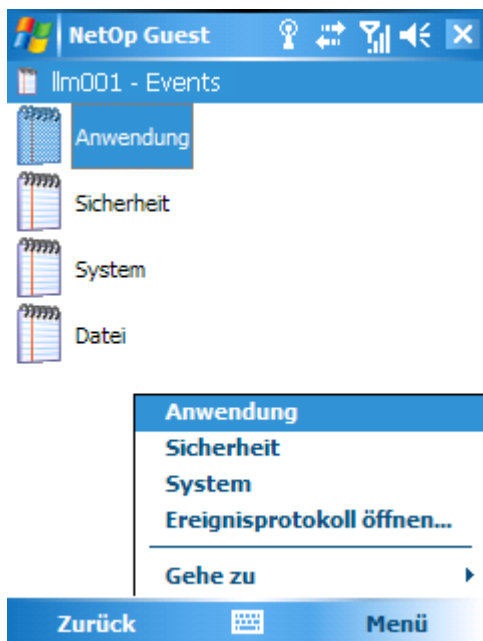 NetOp Guest
llm001 - Events
Anwendung
Sicherheit
System
Datei
Anwendung
Sicherheit
System
Ereignisprotokoll öffnen...
Gehe zu
Zurück Menü